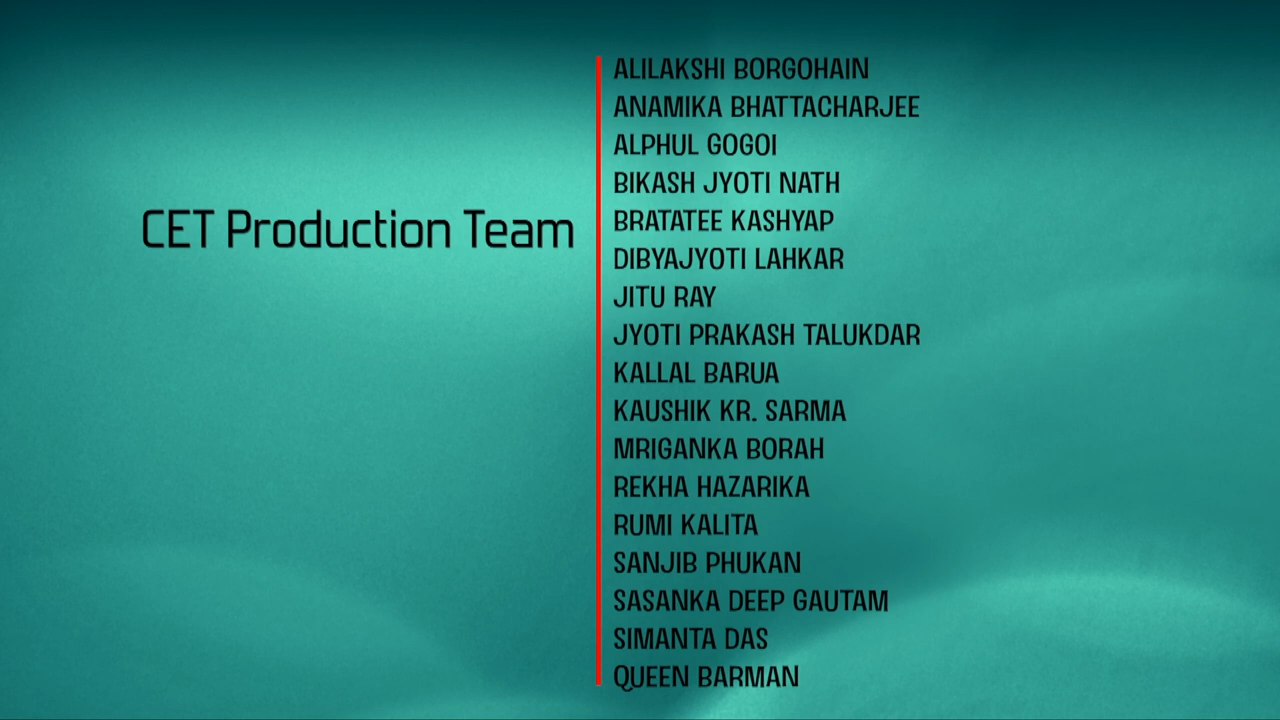 CET Production Team
ALILAKSHI BORGOHAIN
ANAMIKA BHATTACHARJEE
ALPHUL GOGOI
BIKASH JYOTI NATH
BRATATEE KASHYAP
DIBYAJYOTI LAHKAR
JITU RAY
JYOTI PRAKASH TALUKDAR
KALLAL BARUA
KAUSHIK KR. SARMA
MRIGANKA BORAH
REKHA HAZARIKA
RUMI KALITA
SANJIB PHUKAN
SASANKA DEEP GAUTAM
SIMANTA DAS
QUEEN BARMAN